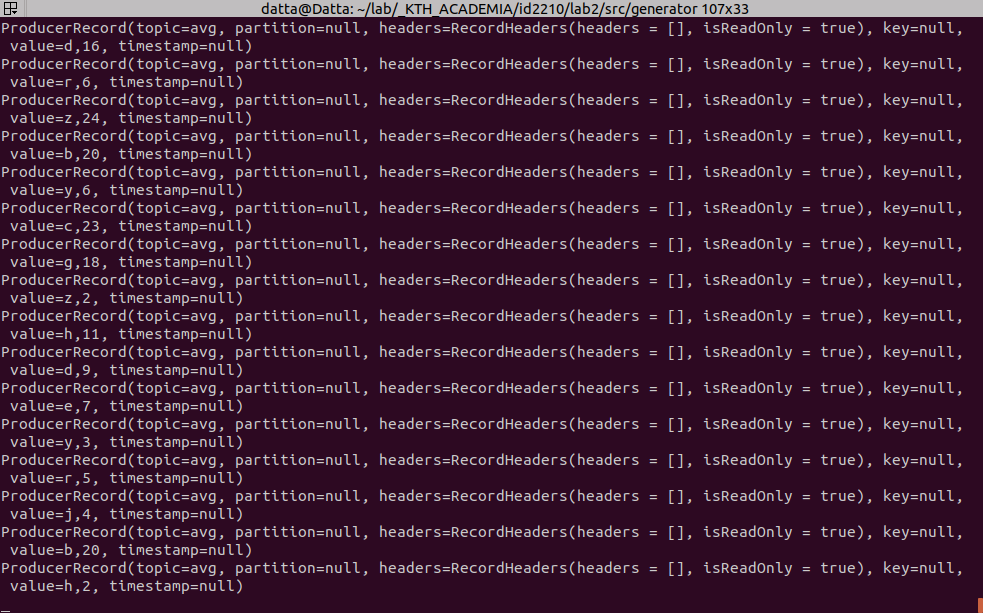 datta@Datta: ~/lab/_KTH_ACADEMIA/id2210/lab2/src/generator 107x33
ProducerRecord(topic=avg, partition=null, headers=RecordHeaders(headers = [], isReadOnly = true), key=null,
value=d,16, timestamp=null)
ProducerRecord(topic=avg, partition=null, headers=RecordHeaders(headers = [], isReadOnly = true), key=null,
value=r,6, timestamp=null)
ProducerRecord(topic=avg, partition=null, headers=RecordHeaders(headers = [], isReadOnly = true), key=null,
value=z,24, timestamp=null)
ProducerRecord(topic=avg, partition=null, headers=RecordHeaders(headers = [], isReadOnly = true), key=null,
value=b,20, timestamp=null)
ProducerRecord(topic=avg, partition=null, headers=RecordHeaders(headers = [], isReadOnly = true), key=null,
value=y,6, timestamp=null)
ProducerRecord(topic=avg, partition=null, headers=RecordHeaders(headers = [], isReadOnly = true), key=null,
value=c,23, timestamp=null)
ProducerRecord(topic=avg, partition=null, headers=RecordHeaders(headers = [], isReadOnly = true), key=null,
value=g,18, timestamp=null)
ProducerRecord(topic=avg, partition=null, headers=RecordHeaders(headers = [], isReadOnly = true), key=null,
value=z,2, timestamp=null)
ProducerRecord(topic=avg, partition=null, headers=RecordHeaders(headers = [], isReadOnly = true), key=null,
value=h,11, timestamp=null)
ProducerRecord(topic=avg, partition=null, headers=RecordHeaders(headers = [], isReadOnly = true), key=null,
value=d,9, timestamp=null)
ProducerRecord(topic=avg, partition=null, headers=RecordHeaders(headers = [], isReadOnly = true), key=null,
value=e,7, timestamp=null)
ProducerRecord(topic=avg, partition=null, headers=RecordHeaders(headers = [], isReadOnly = true), key=null,
value=y,3, timestamp=null)
ProducerRecord(topic=avg, partition=null, headers=RecordHeaders(headers = [], isReadOnly = true), key=null,
value=r,5, timestamp=null)
ProducerRecord(topic=avg, partition=null, headers=RecordHeaders(headers = [], isReadOnly = true), key=null,
value=j,4, timestamp=null)
ProducerRecord(topic=avg, partition=null, headers=RecordHeaders(headers = [], isReadOnly = true), key=null,
value=b,20, timestamp=null)
ProducerRecord(topic=avg, partition=null, headers=RecordHeaders(headers = [], isReadOnly = true), key=null,
value=h,2, timestamp=null)